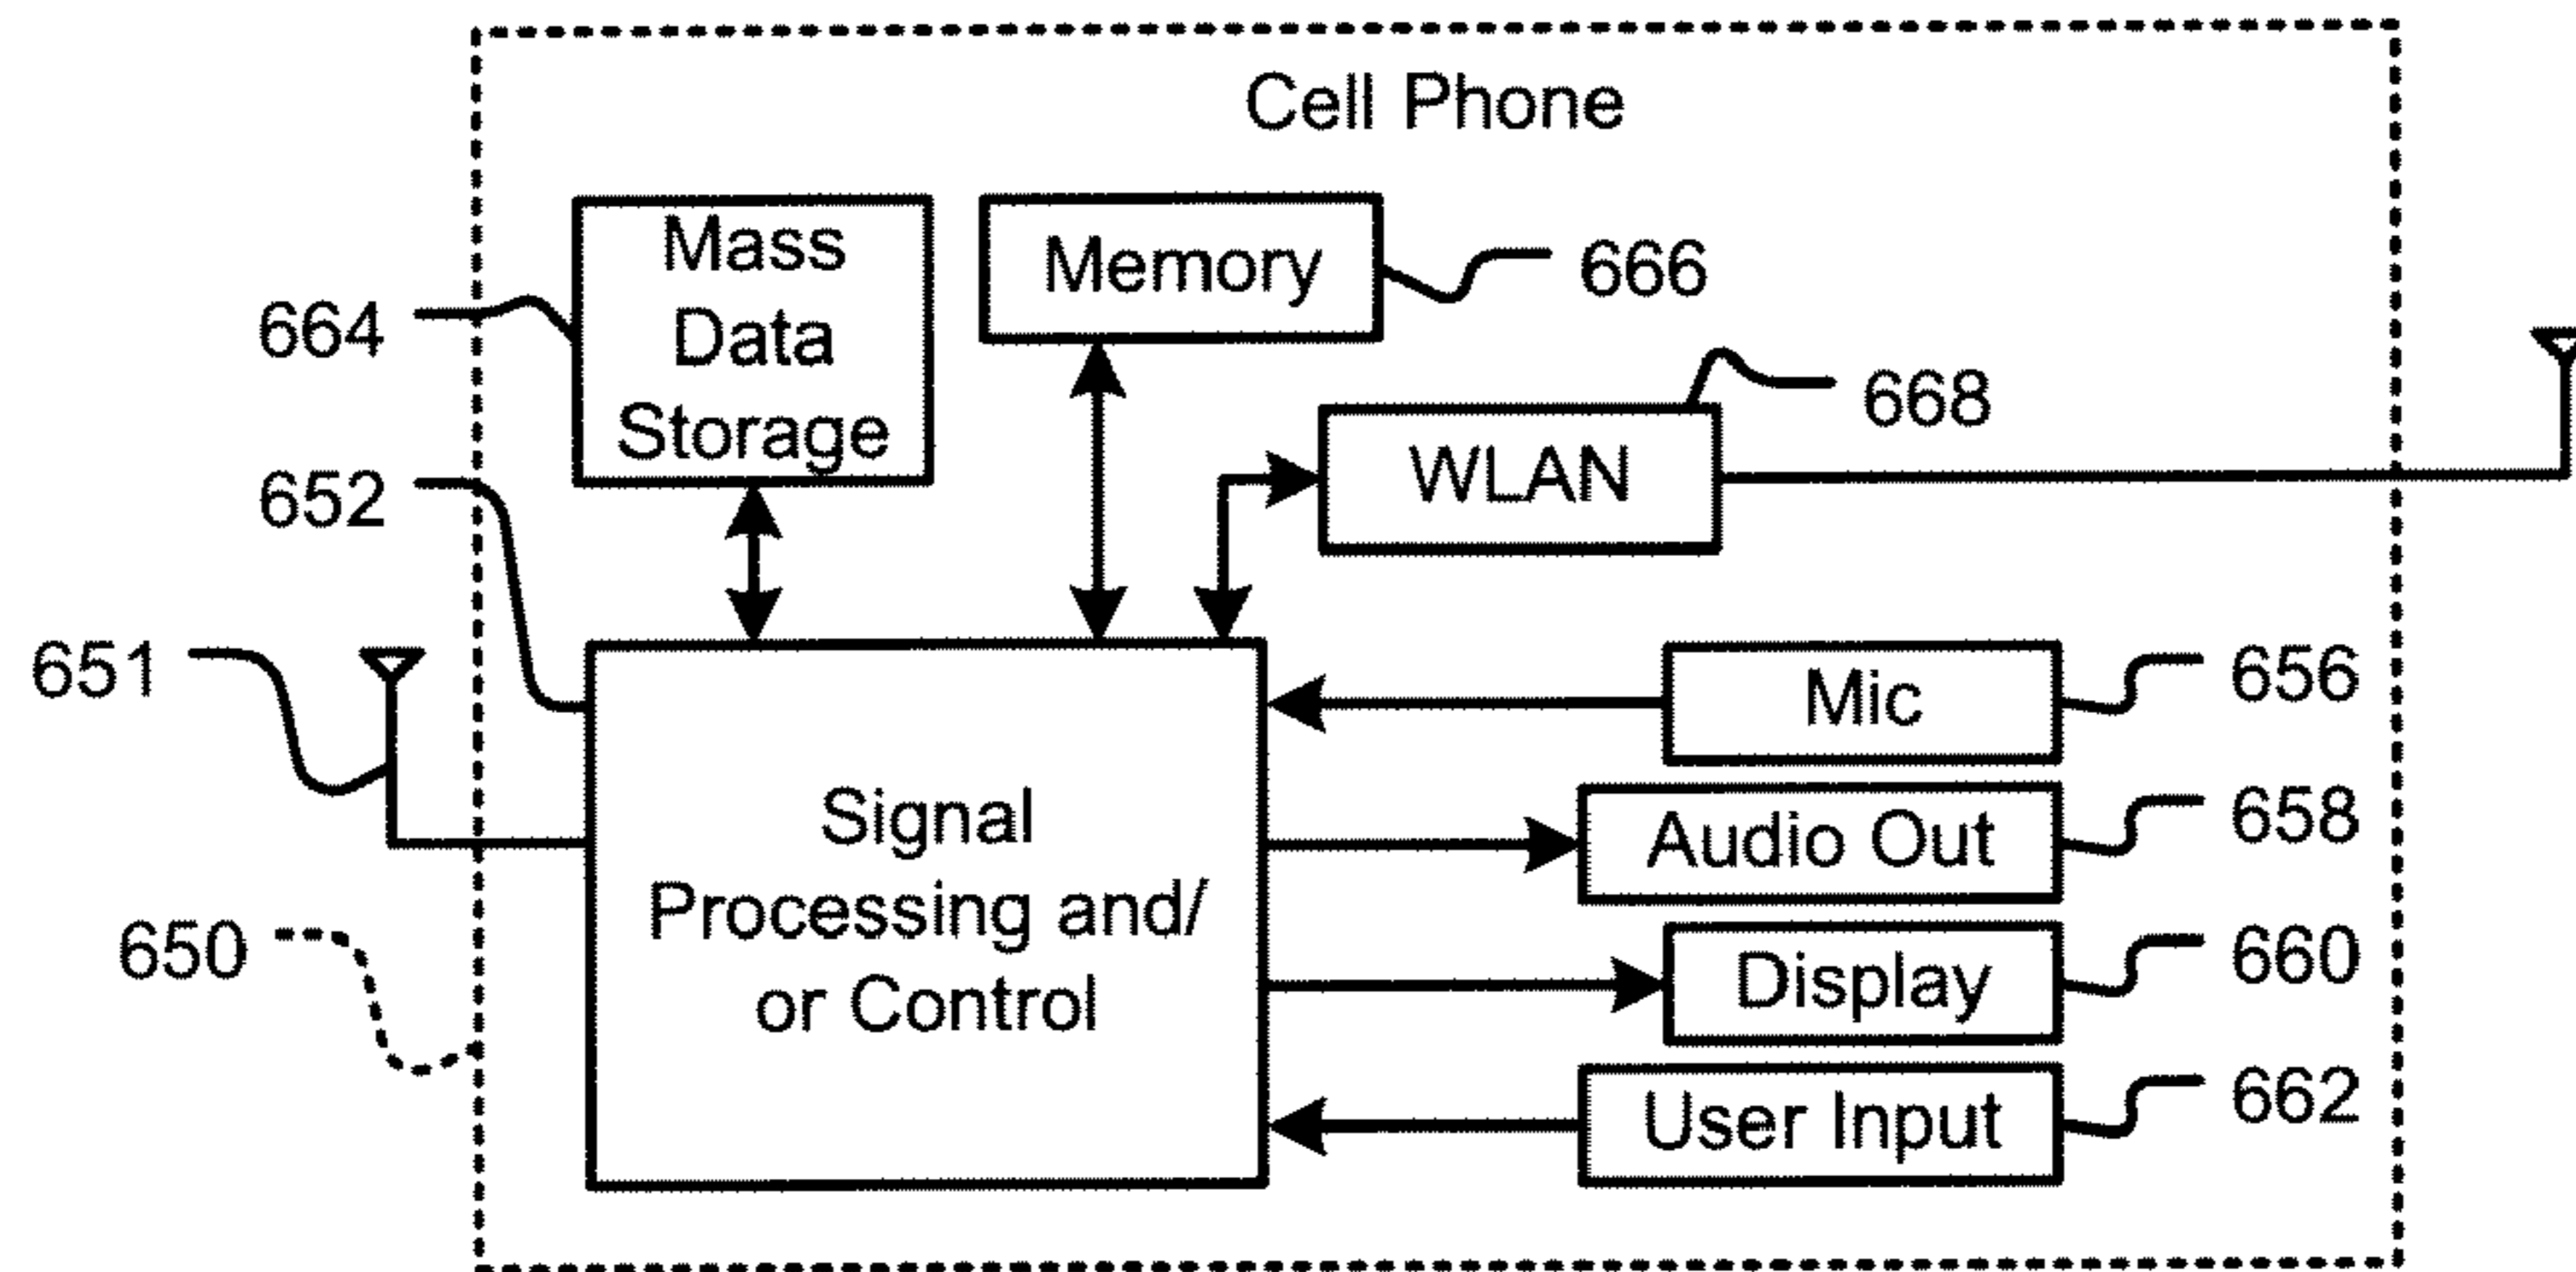 Cell Phone
Mass
Data
Storage
Memory
666
664
668
WLAN
652
651
Mic
656
Signal
Processing and/
or Control
Audio Out
658
650
Display
660
User Input
662